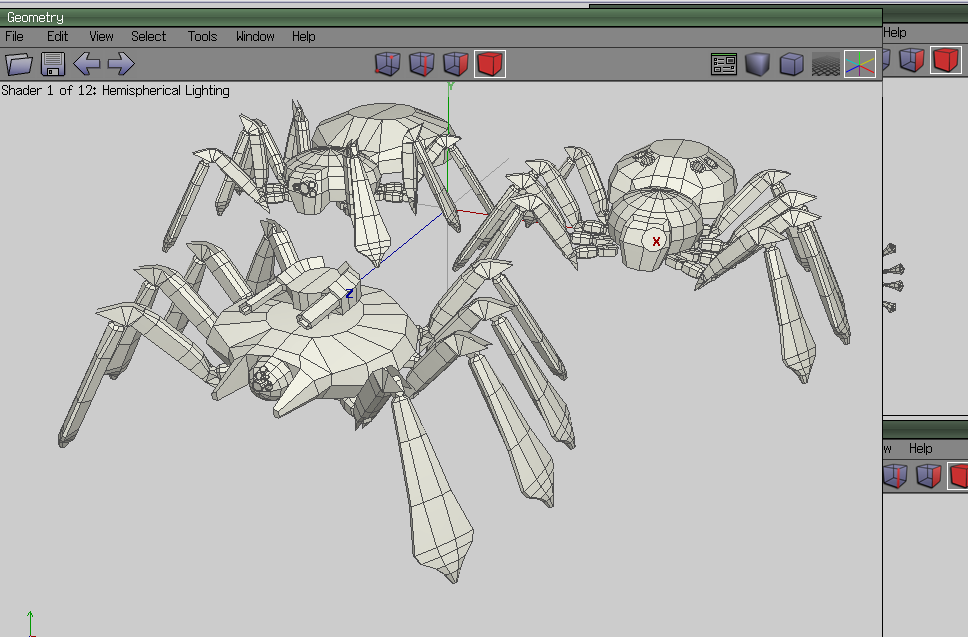 Geometry
File Edit View Select Tools Window Help
Help
Shader 1 of 12: Hemispherical Lighting
Y
X
Z
w Help